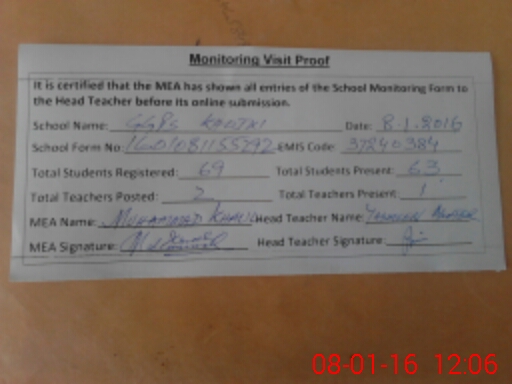 Monitoring Visit Proof
It is certified that the MEA has shown all entries of the School Monitoring Form to
the Head Teacher before its online submission.
School Name: GGPS Date: 8.1.2016
School Form No: EMIS Code: 37240384
Total Students Registered: 69 Total Students Present: 63
Total Teachers Posted: 2 Total Teachers Present: 1
MEA Name: Muhammad Head Teacher Name:
MEA Signature: Head Teacher Signature:
08-01-16 12:06